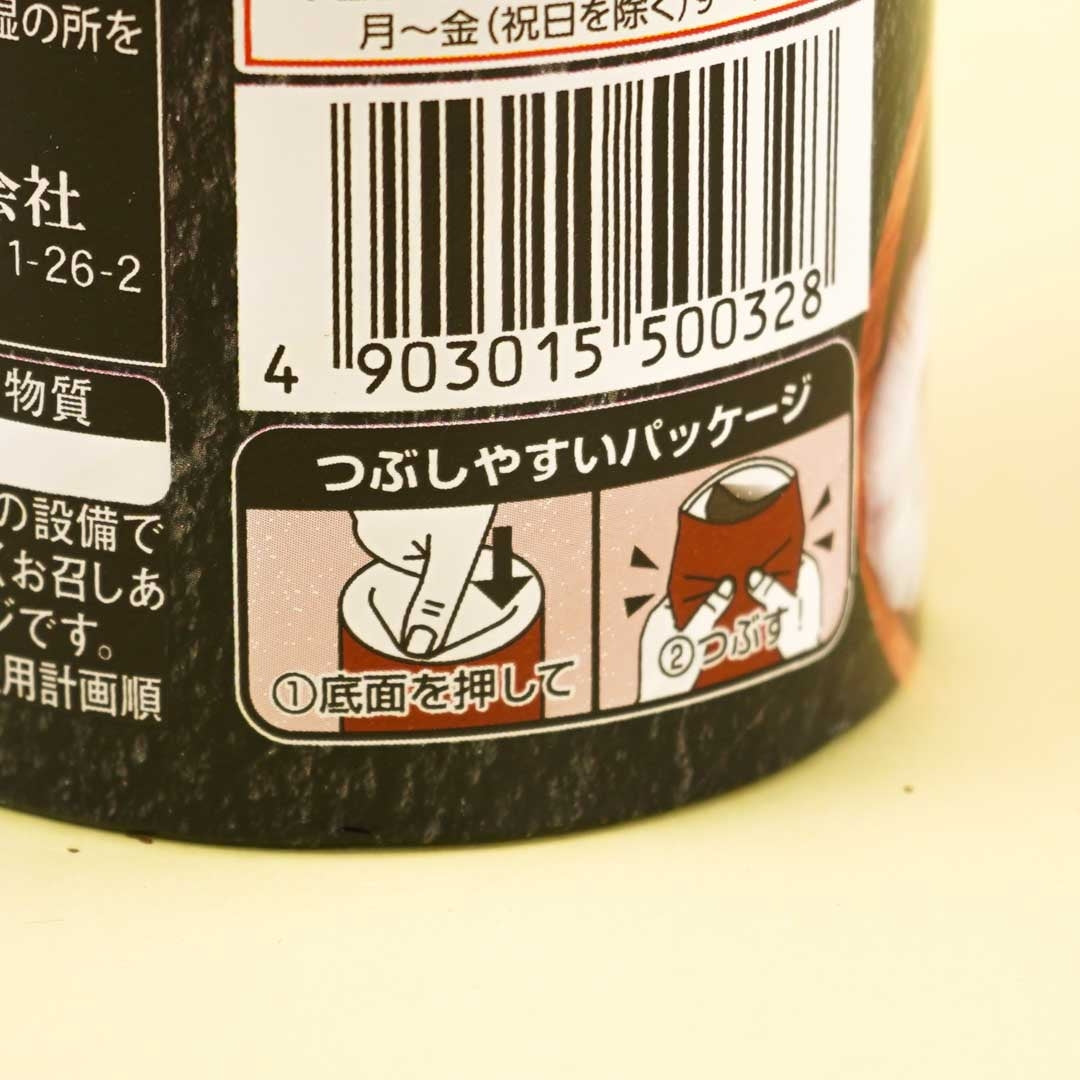 湿の所を
会社
1-26-2
物質
の設備で
くお召しあ
ジです。
用計画順
月～金(祝日を除く)
4 903015 500328
つぶしやすいパッケージ
①底面を押して
②つぶす!